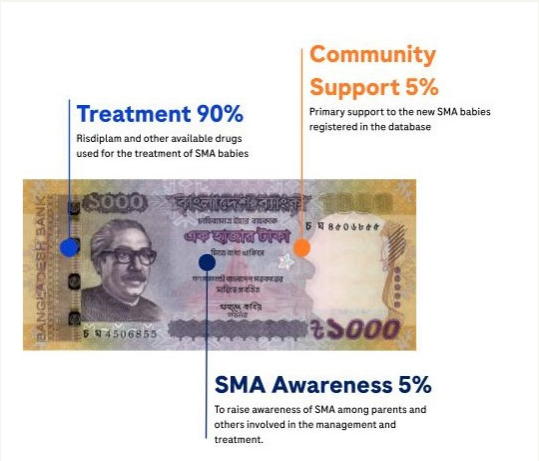 Community
Support 5%
Primary support to the new SMA babies
registered in the database
Treatment 90%
Risdiplam and other available drugs
used for the treatment of SMA babies
BANGLADESH BANK
১০০০
বাংলাদেশ ব্যাংক
চাহিবামাত্র ইহার বাহককে
এক হাজার টাকা
দিতে বাধ্য থাকিবে
গভর্নর
4506855
৳১০০০
SMA Awareness 5%
To raise awareness of SMA among parents and
others involved in the management and
treatment.